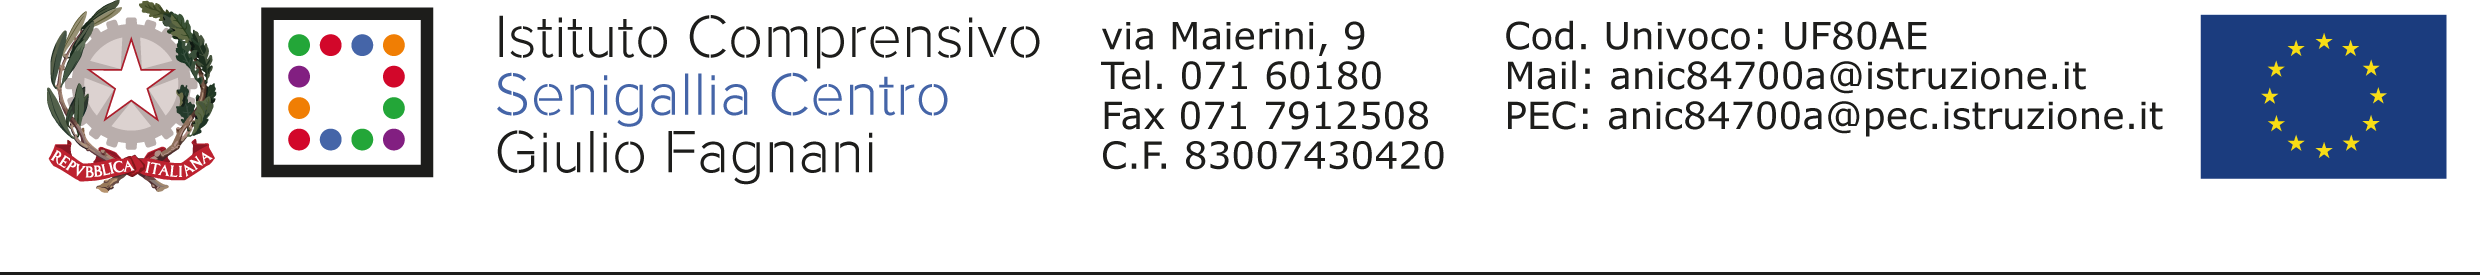 REPVBBLICA ITALIANA
Istituto Comprensivo
Senigallia Centro
Giulio Fagnani
via Maierini, 9
Tel. 071 60180
Fax 071 7912508
C.F. 83007430420
Cod. Univoco: UF80AE
Mail: anic84700a@istruzione.it
PEC: anic84700a@pec.istruzione.it